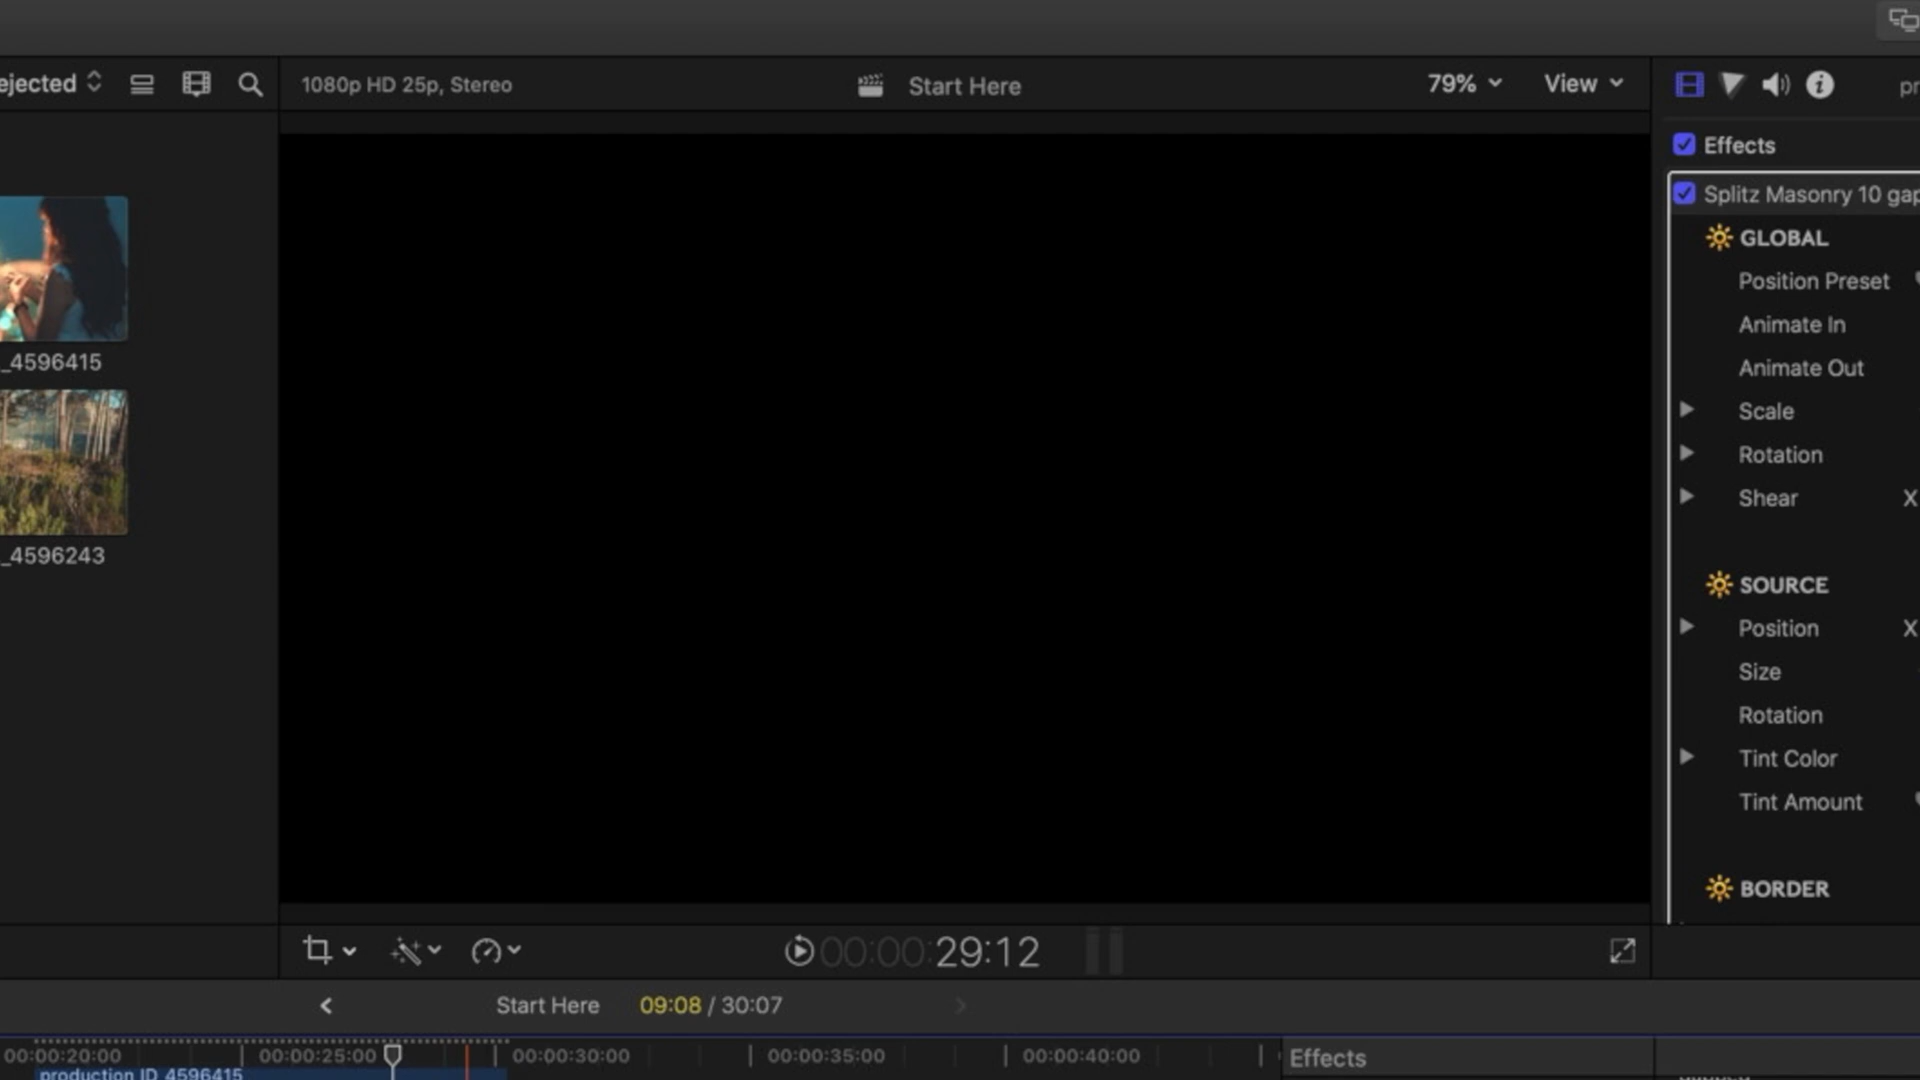 ejected
1080p HD 25p, Stereo
Start Here
79%
View
Effects
Splitz Masonry 10 gap
GLOBAL
Position Preset
Animate In
Animate Out
Scale
Rotation
Shear X
SOURCE
Position X
Size
Rotation
Tint Color
Tint Amount
BORDER
_4596415
_4596243
00:00:29:12
Start Here 09:08 / 30:07
00:00:20:00 00:00:25:00 00:00:30:00 00:00:35:00 00:00:40:00
Effects
production ID_4596415